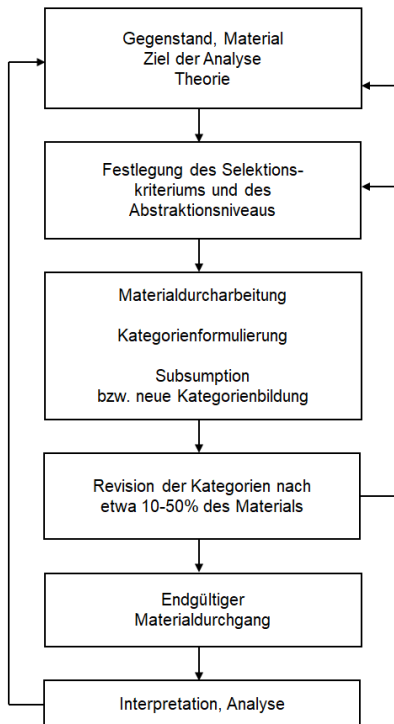 Gegenstand, Material
Ziel der Analyse
Theorie
Festlegung des Selektions-
kriteriums und des
Abstraktionsniveaus
Materialdurcharbeitung
Kategorienformulierung
Subsumption
bzw. neue Kategorienbildung
Revision der Kategorien nach
etwa 10-50% des Materials
Endgültiger
Materialdurchgang
Interpretation, Analyse